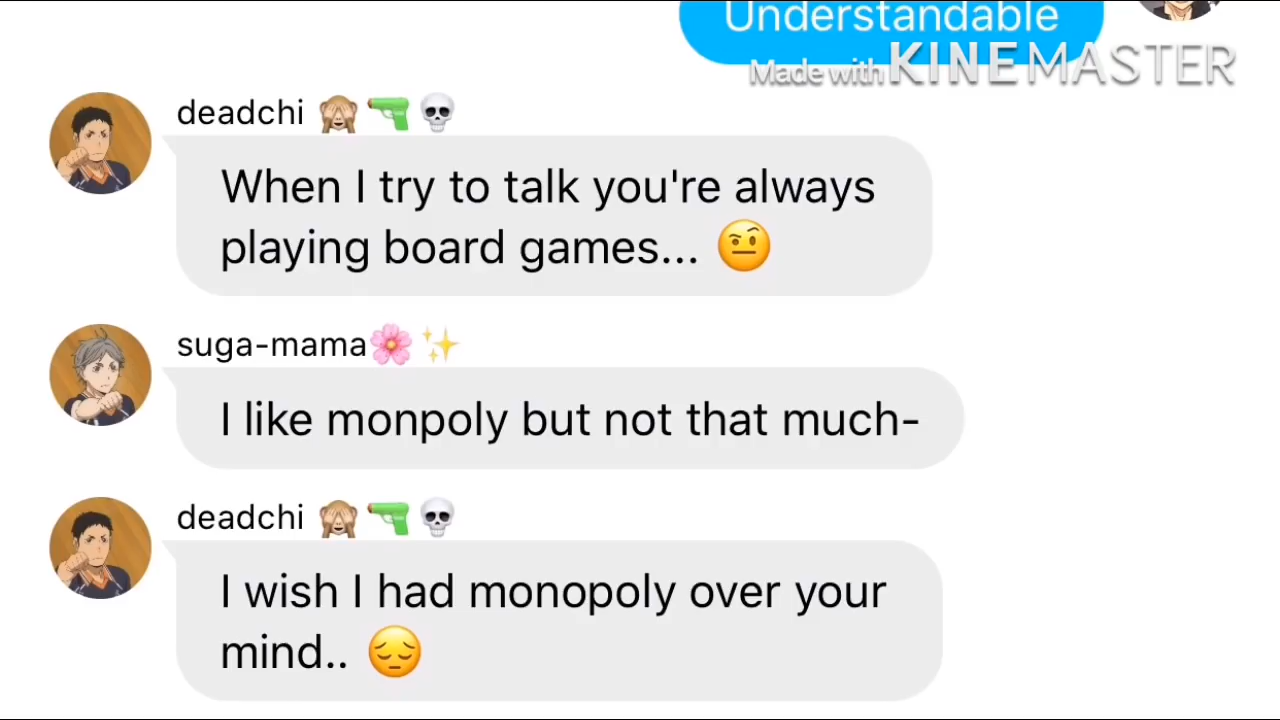 Understandable
Made with KINEMASTER
deadchi 🙈🔫💀
When I try to talk you're always
playing board games... 🤨
suga-mama🌸✨
I like monpoly but not that much-
deadchi 🙈🔫💀
I wish I had monopoly over your
mind.. 😔